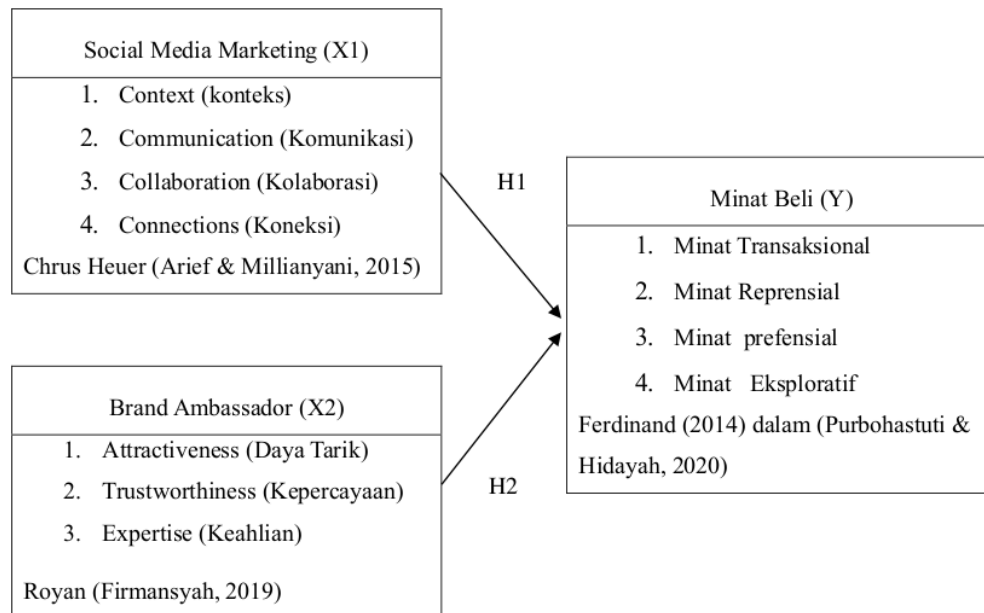 Social Media Marketing (X1)
1. Context (konteks)
2. Communication (Komunikasi)
3. Collaboration (Kolaborasi)
4. Connections (Koneksi)
Chrus Heuer (Arief & Millianyani, 2015)
H1
Brand Ambassador (X2)
1. Attractiveness (Daya Tarik)
2. Trustworthiness (Kepercayaan)
3. Expertise (Keahlian)
Royan (Firmansyah, 2019)
H2
Minat Beli (Y)
1. Minat Transaksional
2. Minat Reprensial
3. Minat prefensial
4. Minat Eksploratif
Ferdinand (2014) dalam (Purbohastuti &
Hidayah, 2020)